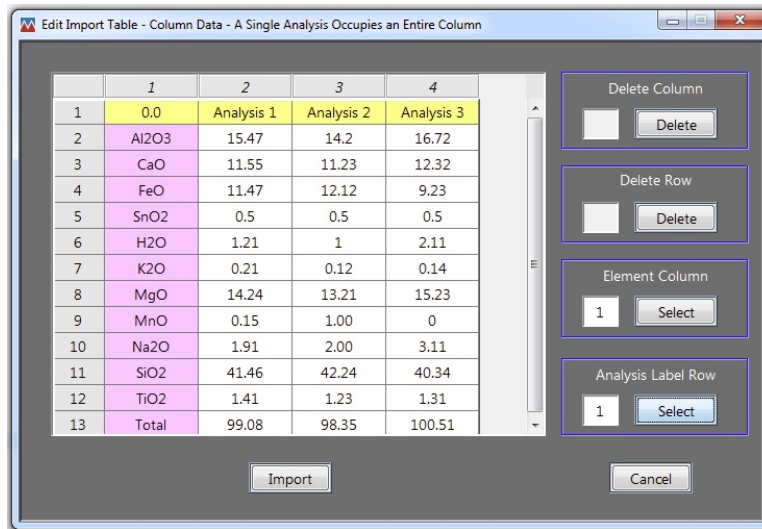 Edit Import Table - Column Data - A Single Analysis Occupies an Entire Column
1 2 3 4
1 0.0 Analysis 1 Analysis 2 Analysis 3
2 Al2O3 15.47 14.2 16.72
3 CaO 11.55 11.23 12.32
4 FeO 11.47 12.12 9.23
5 SnO2 0.5 0.5 0.5
6 H2O 1.21 1 2.11
7 K2O 0.21 0.12 0.14
8 MgO 14.24 13.21 15.23
9 MnO 0.15 1.00 0
10 Na2O 1.91 2.00 3.11
11 SiO2 41.46 42.24 40.34
12 TiO2 1.41 1.23 1.31
13 Total 99.08 98.35 100.51
Delete Column
Delete
Delete Row
Delete
Element Column
1 Select
Analysis Label Row
1 Select
Import
Cancel